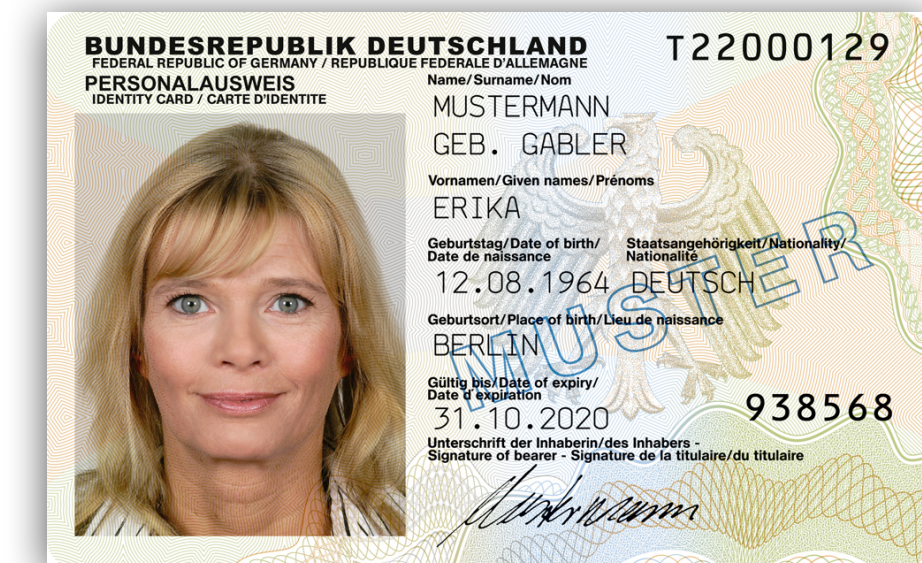 BUNDESREPUBLIK DEUTSCHLAND
FEDERAL REPUBLIC OF GERMANY / REPUBLIQUE FEDERALE D'ALLEMAGNE
T22000129
PERSONALAUSWEIS
IDENTITY CARD / CARTE D'IDENTITE
Name/Surname/Nom
MUSTERMANN
GEB. GABLER
Vornamen/Given names/Prénoms
ERIKA
Geburtstag/Date of birth/
Date de naissance
Staatsangehörigkeit/Nationality/
Nationalité
12.08.1964 DEUTSCH
Geburtsort/Place of birth/Lieu de naissance
BERLIN
MUSTER
Gültig bis/Date of expiry/
Date d'expiration
31.10.2020
938568
Unterschrift der Inhaberin/des Inhabers -
Signature of bearer - Signature de la titulaire/du titulaire
Mustermann